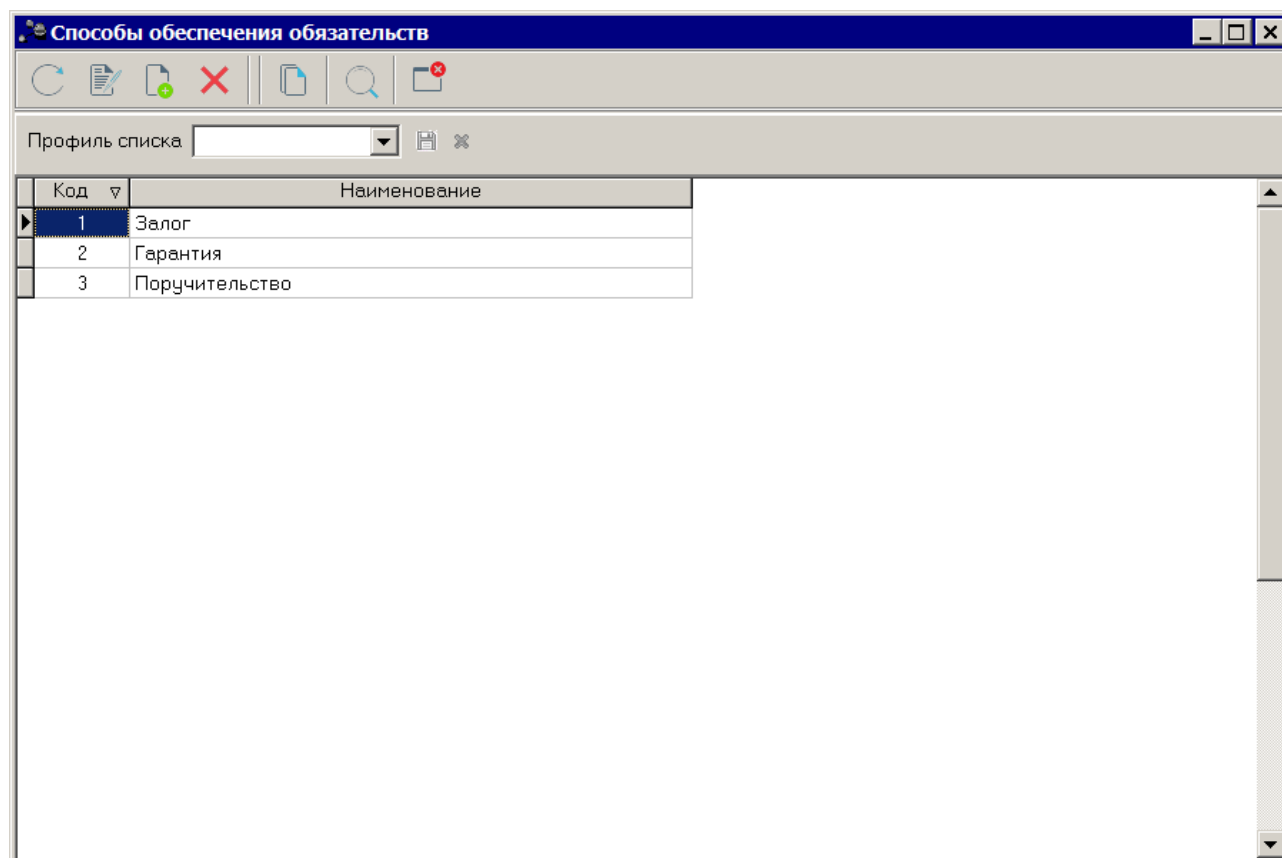 Способы обеспечения обязательств
Профиль списка
Код Наименование
1 Залог
2 Гарантия
3 Поручительство